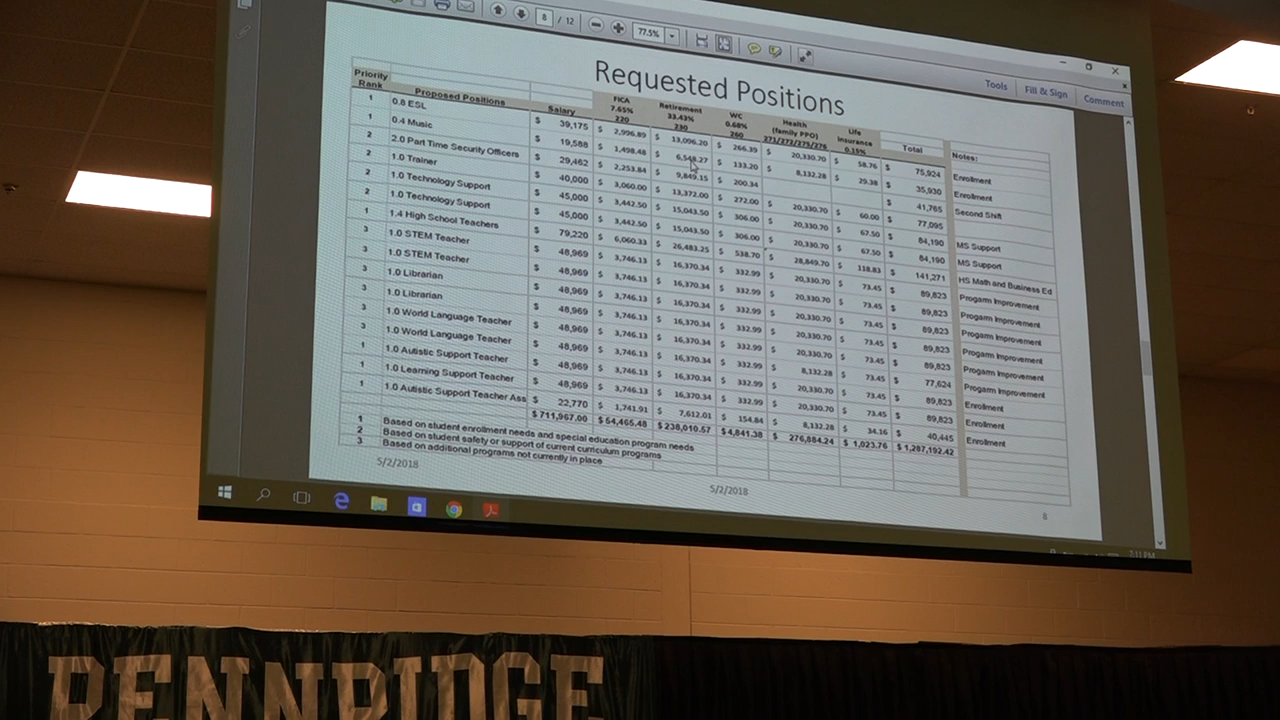 8 / 12
77.5%
Tools Fill & Sign Comment
Requested Positions
Priority Rank Proposed Positions Salary FICA 7.65% 220 Retirement 33.43% 230 WC 0.68% 260 Health (family PPO) 271/272/275/276 Life Insurance 0.15% Total Notes:
1 0.8 ESL $ 39,175 $ 2,996.89 $ 13,096.20 $ 266.39 $ 20,330.70 $ 58.76 $ 75,924 Enrollment
1 0.4 Music $ 19,588 $ 1,498.48 $ 6,548.27 $ 133.20 $ 8,132.28 $ 29.38 $ 35,930 Enrollment
2 2.0 Part Time Security Officers $ 29,462 $ 2,253.84 $ 9,849.15 $ 200.34 $ 41,765 Second Shift
2 1.0 Trainer $ 40,000 $ 3,060.00 $ 13,372.00 $ 272.00 $ 20,330.70 $ 60.00 $ 77,095
2 1.0 Technology Support $ 45,000 $ 3,442.50 $ 15,043.50 $ 306.00 $ 20,330.70 $ 67.50 $ 84,190 MS Support
2 1.0 Technology Support $ 45,000 $ 3,442.50 $ 15,043.50 $ 306.00 $ 20,330.70 $ 67.50 $ 84,190 MS Support
1 1.4 High School Teachers $ 79,220 $ 6,060.33 $ 26,483.25 $ 538.70 $ 28,849.70 $ 118.83 $ 141,271 HS Math and Business Ed
3 1.0 STEM Teacher $ 48,969 $ 3,746.13 $ 16,370.34 $ 332.99 $ 20,330.70 $ 73.45 $ 89,823 Progarm Improvement
3 1.0 STEM Teacher $ 48,969 $ 3,746.13 $ 16,370.34 $ 332.99 $ 20,330.70 $ 73.45 $ 89,823 Progarm Improvement
3 1.0 Librarian $ 48,969 $ 3,746.13 $ 16,370.34 $ 332.99 $ 20,330.70 $ 73.45 $ 89,823 Progarm Improvement
3 1.0 Librarian $ 48,969 $ 3,746.13 $ 16,370.34 $ 332.99 $ 20,330.70 $ 73.45 $ 89,823 Progarm Improvement
3 1.0 World Language Teacher $ 48,969 $ 3,746.13 $ 16,370.34 $ 332.99 $ 20,330.70 $ 73.45 $ 89,823 Progarm Improvement
3 1.0 World Language Teacher $ 48,969 $ 3,746.13 $ 16,370.34 $ 332.99 $ 8,132.28 $ 73.45 $ 77,624 Progarm Improvement
1 1.0 Autistic Support Teacher $ 48,969 $ 3,746.13 $ 16,370.34 $ 332.99 $ 20,330.70 $ 73.45 $ 89,823 Enrollment
1 1.0 Learning Support Teacher $ 48,969 $ 3,746.13 $ 16,370.34 $ 332.99 $ 20,330.70 $ 73.45 $ 89,823 Enrollment
1 1.0 Autistic Support Teacher Ass $ 22,770 $ 1,741.91 $ 7,612.01 $ 154.84 $ 8,132.28 $ 34.16 $ 40,445 Enrollment
$ 711,967.00 $ 54,465.48 $ 238,010.57 $ 4,841.38 $ 276,884.24 $ 1,023.76 $ 1,287,192.42
1 Based on student enrollment needs and special education program needs
2 Based on student safety or support of current curriculum programs
3 Based on additional programs not currently in place
5/2/2018
5/2/2018
8
2:11 PM
PENNRIDGE